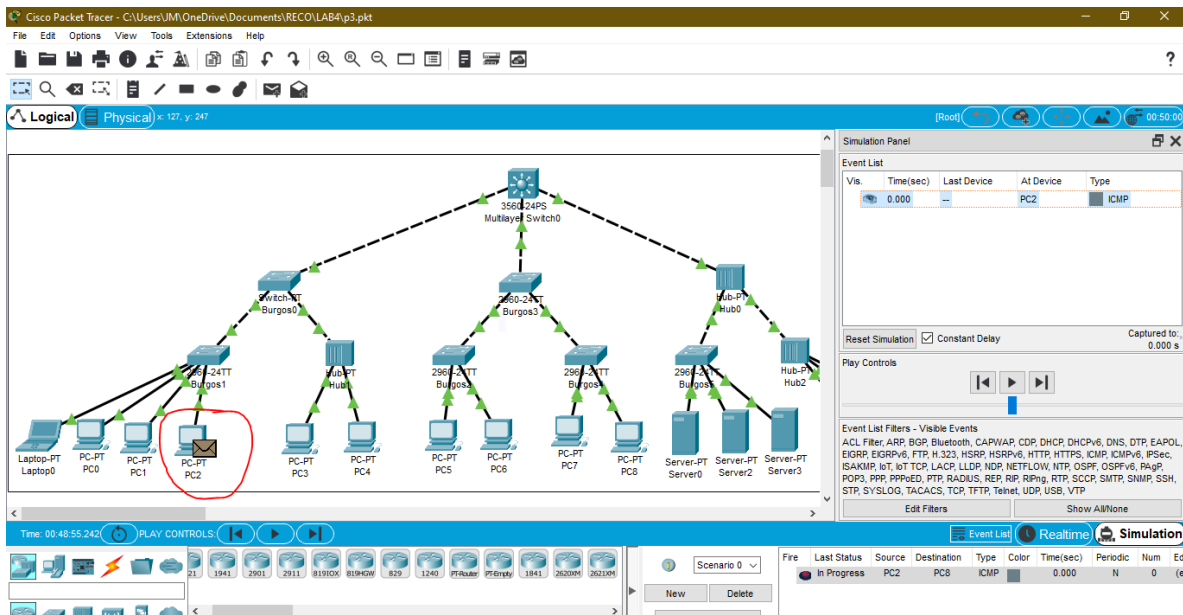 Cisco Packet Tracer - C:\Users\JM\OneDrive\Documents\RECO\LAB4\p3.pkt
File Edit Options View Tools Extensions Help
?
Logical Physical x: 127, y: 247 [Root] 00:50:00
Simulation Panel
Event List
Vis. Time(sec) Last Device At Device Type
0.000 -- PC2 ICMP
3560-24PS
Multilayer Switch0
Switch-PT
Burgos0
2960-24TT
Burgos3
Hub-PT
Hub0
2960-24TT
Burgos1
Hub-PT
Hub1
2960-24TT
2960-24TT
2960-24TT
Hub-PT
Hub2
Laptop-PT
Laptop0
PC-PT
PC0
PC-PT
PC1
PC-PT
PC2
PC-PT
PC3
PC-PT
PC4
PC-PT
PC5
PC-PT
PC6
PC-PT
PC7
PC-PT
PC8
Server-PT
Server0
Server-PT
Server2
Server-PT
Server3
Reset Simulation Constant Delay
Captured to:
0.000 s
Play Controls
Event List Filters - Visible Events
ACL Filter, ARP, BGP, Bluetooth, CAPWAP, CDP, DHCP, DHCPv6, DNS, DTP, EAPOL,
EIGRP, EIGRPv6, FTP, H.323, HSRP, HSRPv6, HTTP, HTTPS, ICMP, ICMPv6, IPSec,
ISAKMP, IoT, IoT TCP, LACP, LLDP, NDP, NETFLOW, NTP, OSPF, OSPFv6, PAgP,
POP3, PPP, PPPoED, PTP, RADIUS, REP, RIP, RIPng, RTP, SCCP, SMTP, SNMP, SSH,
STP, SYSLOG, TACACS, TCP, TFTP, Telnet, UDP, USB, VTP
Edit Filters Show All/None
Time: 00:48:55.242 PLAY CONTROLS: Event List Realtime Simulation
21 1941 2901 2911 819IOX 819HGW 829 1240 PT-Router PT-Empty 1841 2620XM 2621XM
Scenario 0
New Delete
Fire Last Status Source Destination Type Color Time(sec) Periodic Num Ed
In Progress PC2 PC8 ICMP 0.000 N 0 (e